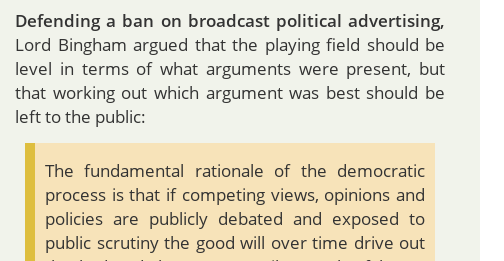 Defending a ban on broadcast political advertising,
Lord Bingham argued that the playing field should be
level in terms of what arguments were present, but
that working out which argument was best should be
left to the public:
The fundamental rationale of the democratic
process is that if competing views, opinions and
policies are publicly debated and exposed to
public scrutiny the good will over time drive out